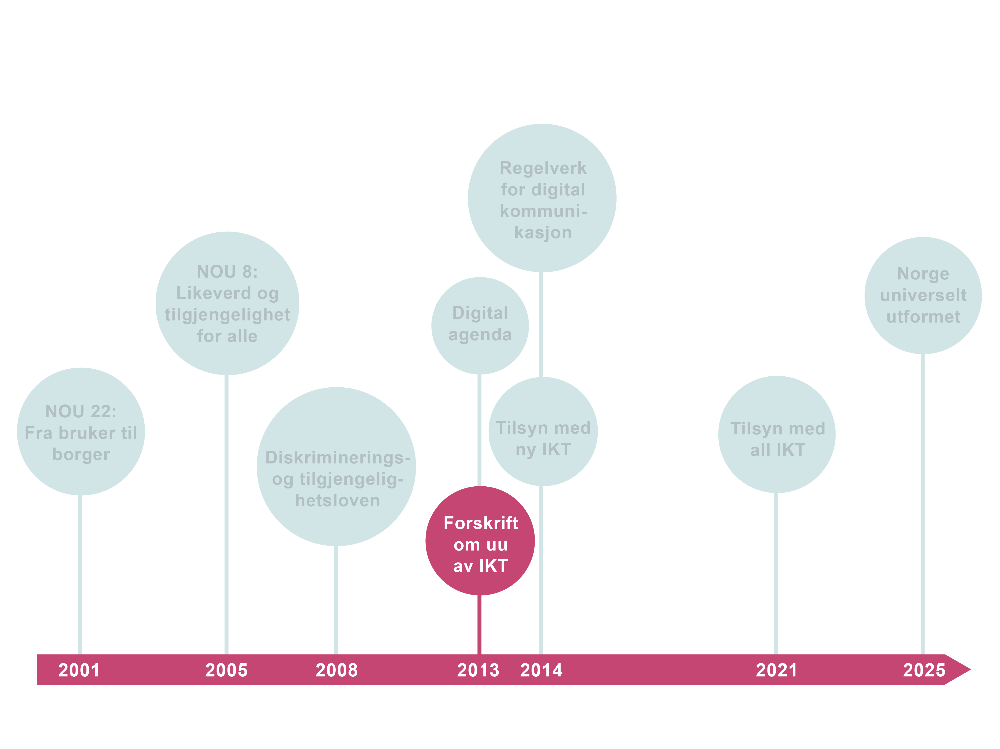 NOU 22:
Fra bruker til
borger
NOU 8:
Likeverd og
tilgjengelighet
for alle
Diskriminerings-
og tilgjengelig-
hetsloven
Digital
agenda
Forskrift
om uu
av IKT
Regelverk
for digital
kommuni-
kasjon
Tilsyn med
ny IKT
Tilsyn med
all IKT
Norge
universelt
utformet
2001 2005 2008 2013 2014 2021 2025